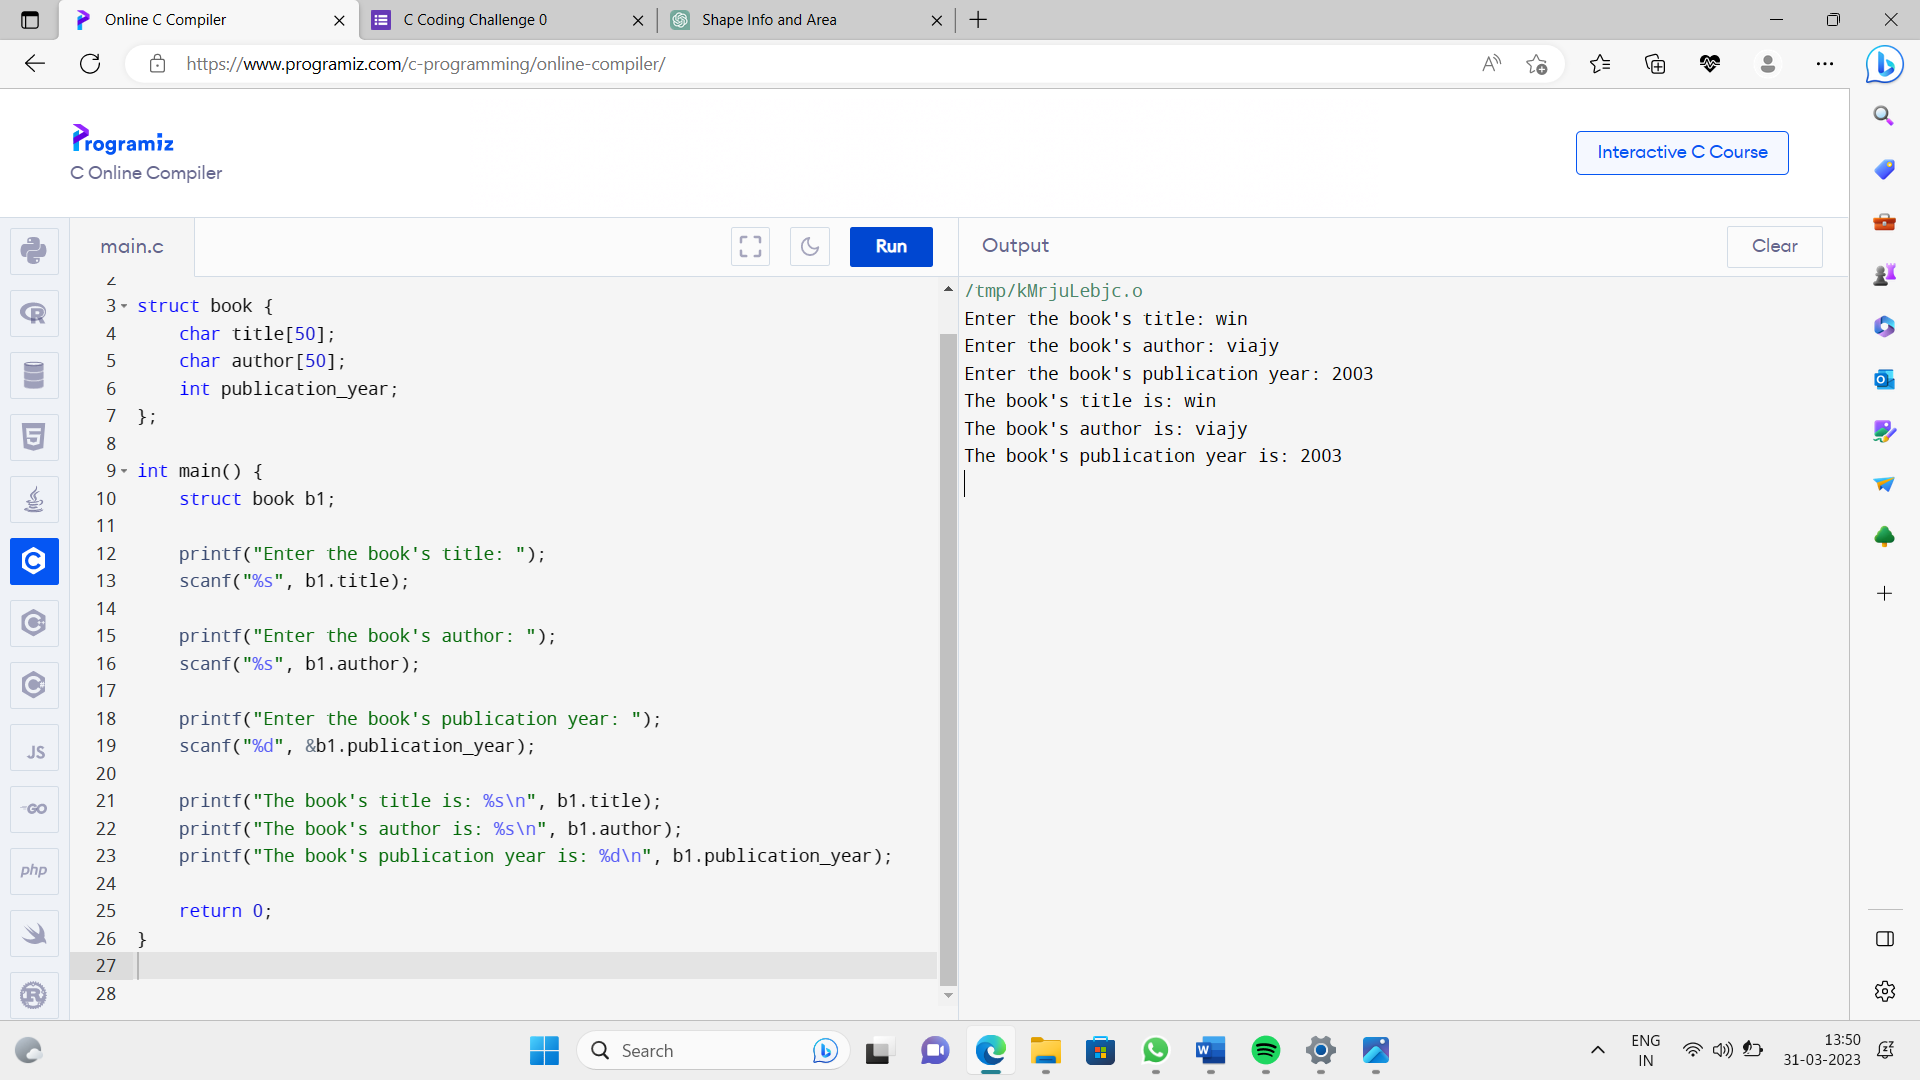 Online C Compiler
C Coding Challenge 0
Shape Info and Area
https://www.programiz.com/c-programming/online-compiler/
Programiz
C Online Compiler
Interactive C Course
main.c
Run
Output
Clear
2
3 struct book {
4     char title[50];
5     char author[50];
6     int publication_year;
7 };
8
9 int main() {
10     struct book b1;
11
12     printf("Enter the book's title: ");
13     scanf("%s", b1.title);
14
15     printf("Enter the book's author: ");
16     scanf("%s", b1.author);
17
18     printf("Enter the book's publication year: ");
19     scanf("%d", &b1.publication_year);
20
21     printf("The book's title is: %s\n", b1.title);
22     printf("The book's author is: %s\n", b1.author);
23     printf("The book's publication year is: %d\n", b1.publication_year);
24
25     return 0;
26 }
27
28
/tmp/kMrjuLebjc.o
Enter the book's title: win
Enter the book's author: viajy
Enter the book's publication year: 2003
The book's title is: win
The book's author is: viajy
The book's publication year is: 2003
JS
GO
php
Search
ENG
IN
13:50
31-03-2023